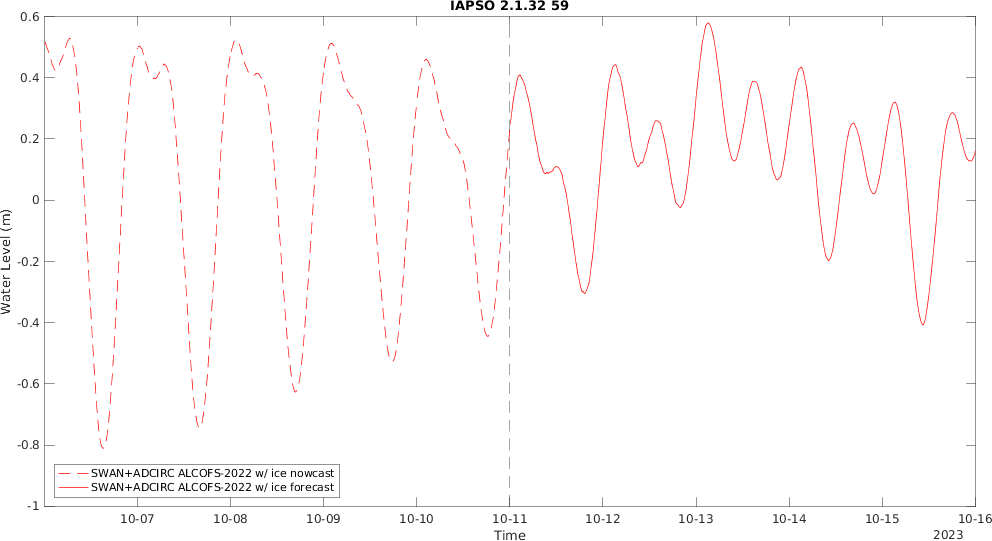 IAPSO 2.1.32 59
Water Level (m)
0.6
0.4
0.2
0
-0.2
-0.4
-0.6
-0.8
-1
SWAN+ADCIRC ALCOFS-2022 w/ ice nowcast
SWAN+ADCIRC ALCOFS-2022 w/ ice forecast
10-07 10-08 10-09 10-10 10-11 10-12 10-13 10-14 10-15 10-16
Time
2023